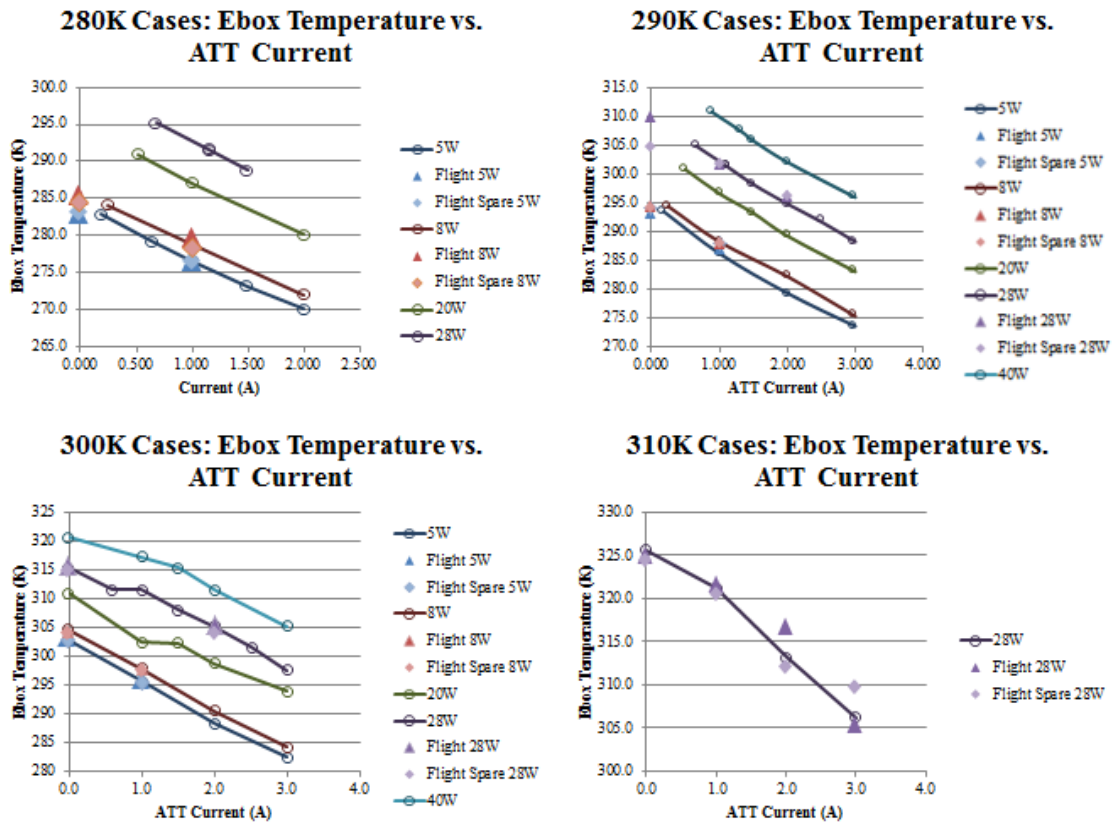 280K Cases: Ebox Temperature vs.
ATT Current
Ebox Temperature (K)
300.0
295.0
290.0
285.0
280.0
275.0
270.0
265.0
0.000 0.500 1.000 1.500 2.000 2.500
Current (A)
5W
Flight 5W
Flight Spare 5W
8W
Flight 8W
Flight Spare 8W
20W
28W
290K Cases: Ebox Temperature vs.
ATT Current
Ebox Temperature (K)
315.0
310.0
305.0
300.0
295.0
290.0
285.0
280.0
275.0
270.0
0.000 1.000 2.000 3.000 4.000
ATT Current (A)
5W
Flight 5W
Flight Spare 5W
8W
Flight 8W
Flight Spare 8W
20W
28W
Flight 28W
Flight Spare 28W
40W
300K Cases: Ebox Temperature vs.
ATT Current
Ebox Temperature (K)
325
320
315
310
305
300
295
290
285
280
0.0 1.0 2.0 3.0 4.0
ATT Current (A)
5W
Flight 5W
Flight Spare 5W
8W
Flight 8W
Flight Spare 8W
20W
28W
Flight 28W
Flight Spare 28W
40W
310K Cases: Ebox Temperature vs.
ATT Current
Ebox Temperature (K)
330.0
325.0
320.0
315.0
310.0
305.0
300.0
0.0 1.0 2.0 3.0 4.0
ATT Current (A)
28W
Flight 28W
Flight Spare 28W